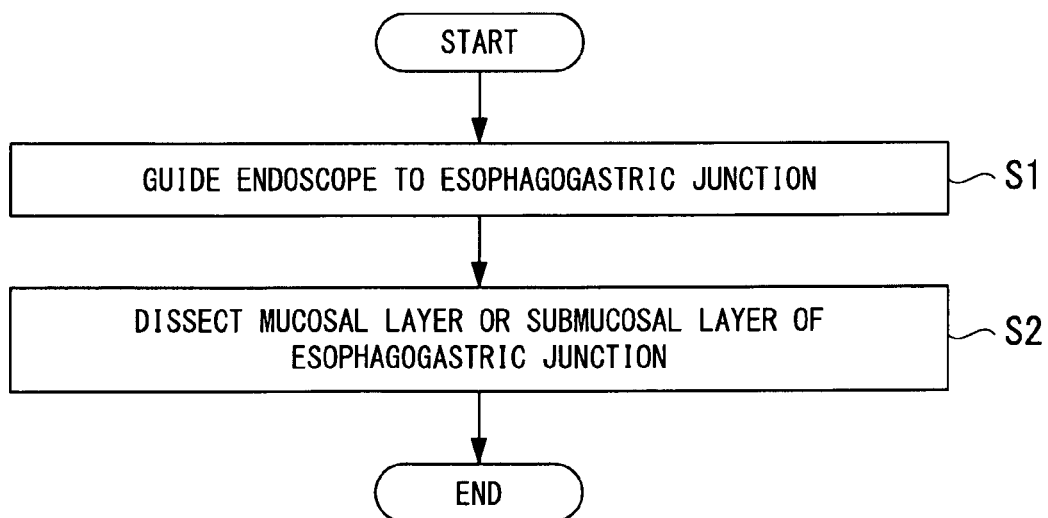 START
GUIDE ENDOSCOPE TO ESOPHAGOGASTRIC JUNCTION
S1
DISSECT MUCOSAL LAYER OR SUBMUCOSAL LAYER OF
ESOPHAGOGASTRIC JUNCTION
S2
END